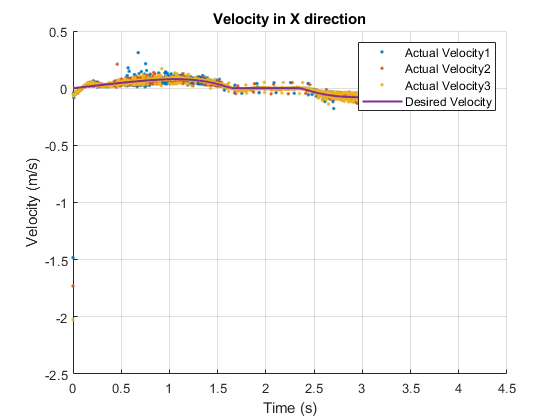 Velocity in X direction
Actual Velocity1
Actual Velocity2
Actual Velocity3
Desired Velocity
0.5
0
-0.5
-1
-1.5
-2
-2.5
Velocity (m/s)
0 0.5 1 1.5 2 2.5 3 3.5 4 4.5
Time (s)